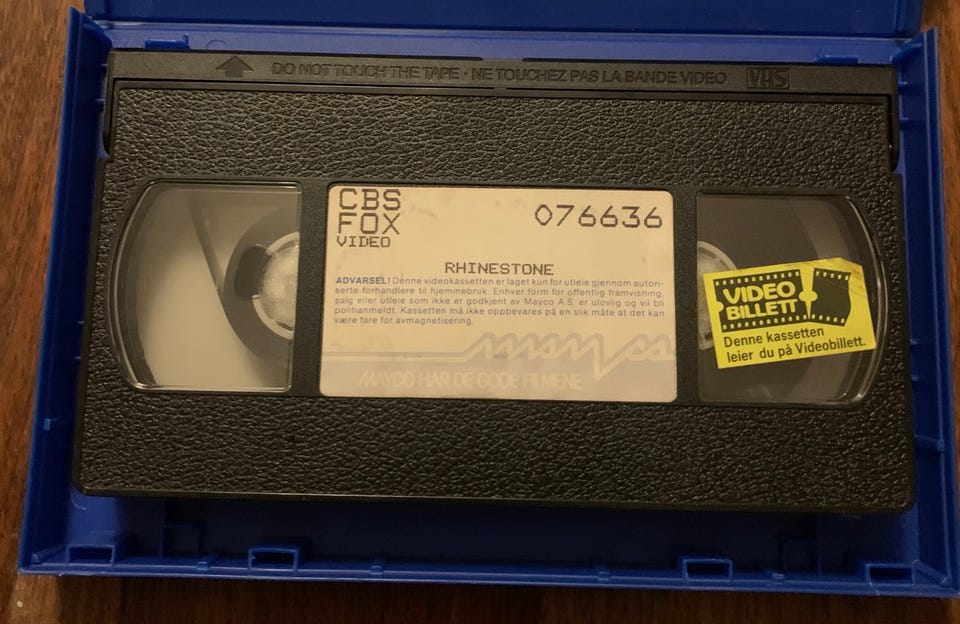 DO NOT TOUCH THE TAPE · NE TOUCHEZ PAS LA BANDE VIDEO VHS
CBS
FOX
VIDEO
076636
RHINESTONE
ADVARSEL! Denne videokassetten er laget kun for utleie gjennom autori-
serte forhandlere til hjemmebruk. Enhver form for offentlig framvisning,
salg eller utleie som ikke er godkjent av Mayco A.S. er ulovlig og vil bli
politianmeldt. Kassetten må ikke oppbevares på en slik måte at det kan
være fare for avmagnetisering.
mayco
MAYCO HAR DE GODE FILMENE
VIDEO
BILLETT
Denne kassetten
leier du på Videobillett.